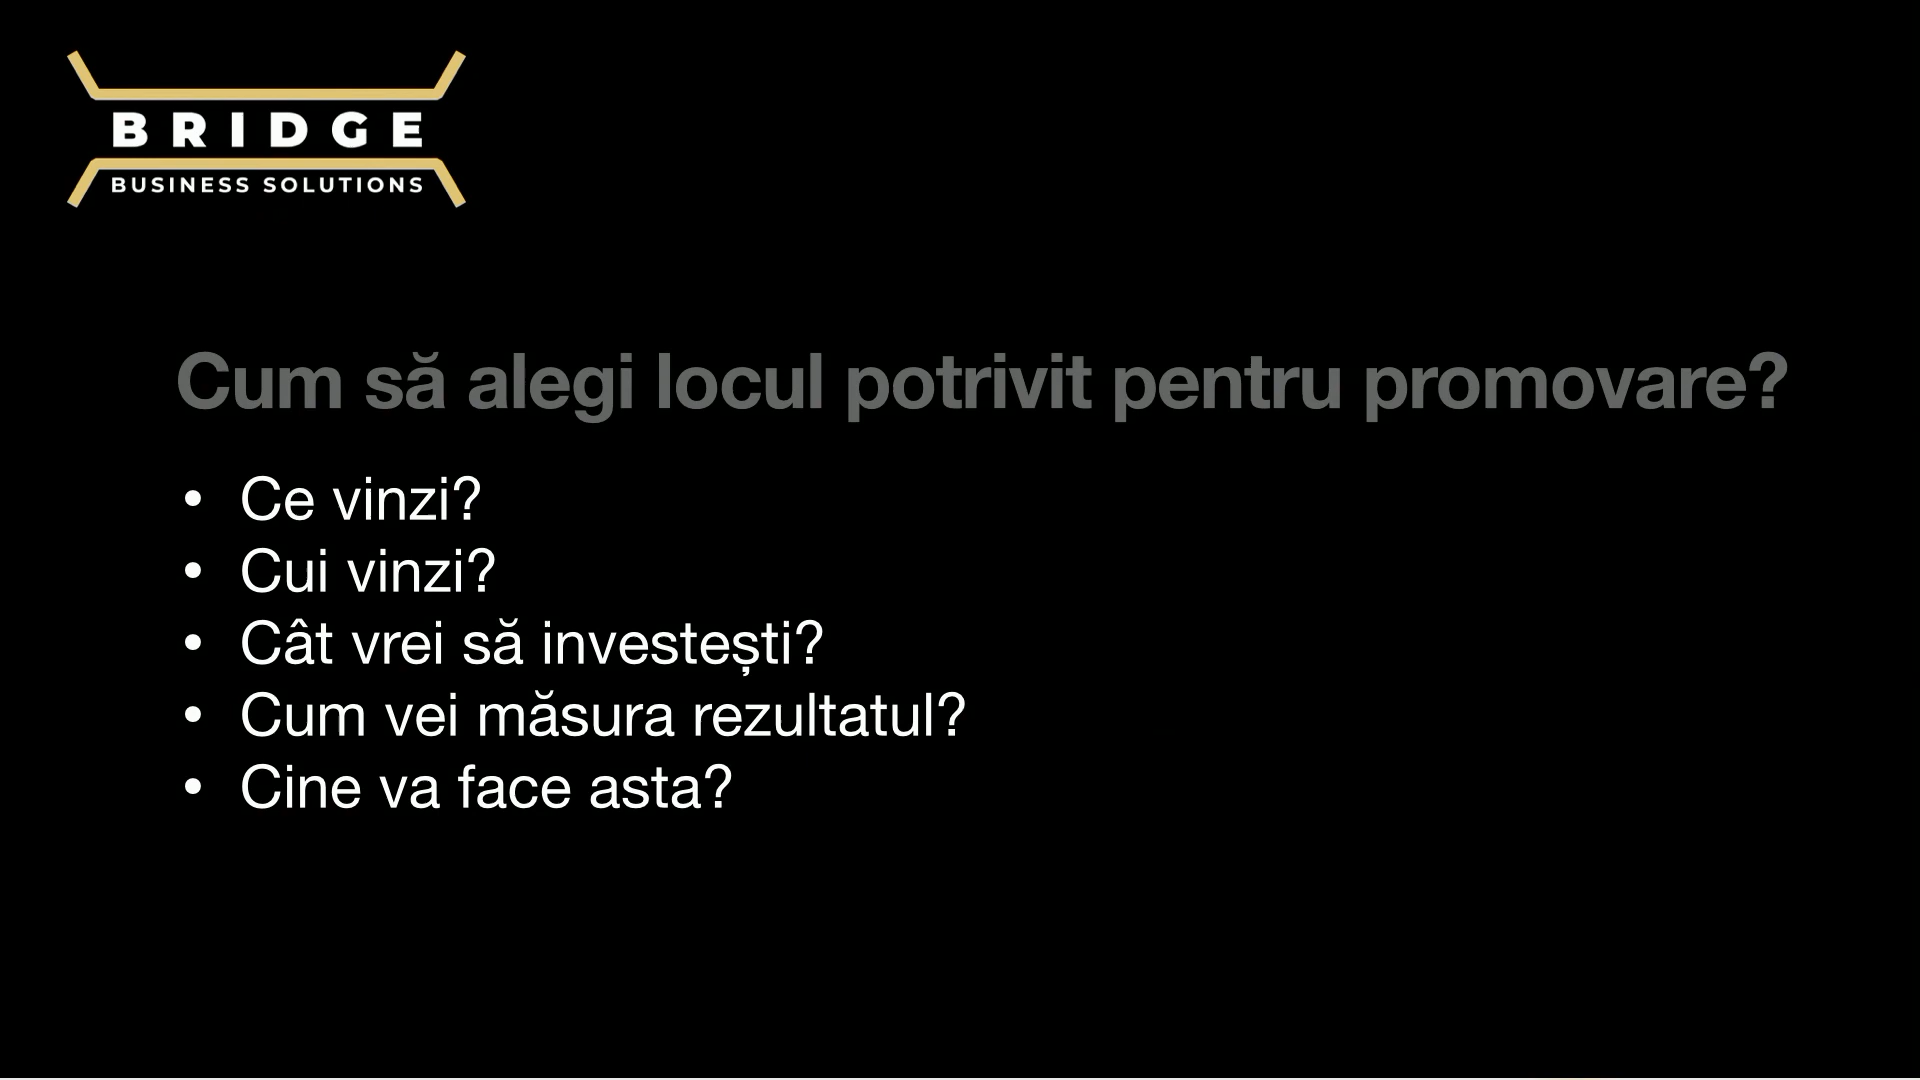 BRIDGE
BUSINESS SOLUTIONS
Cum să alegi locul potrivit pentru promovare?
• Ce vinzi?
• Cui vinzi?
• Cât vrei să investești?
• Cum vei măsura rezultatul?
• Cine va face asta?